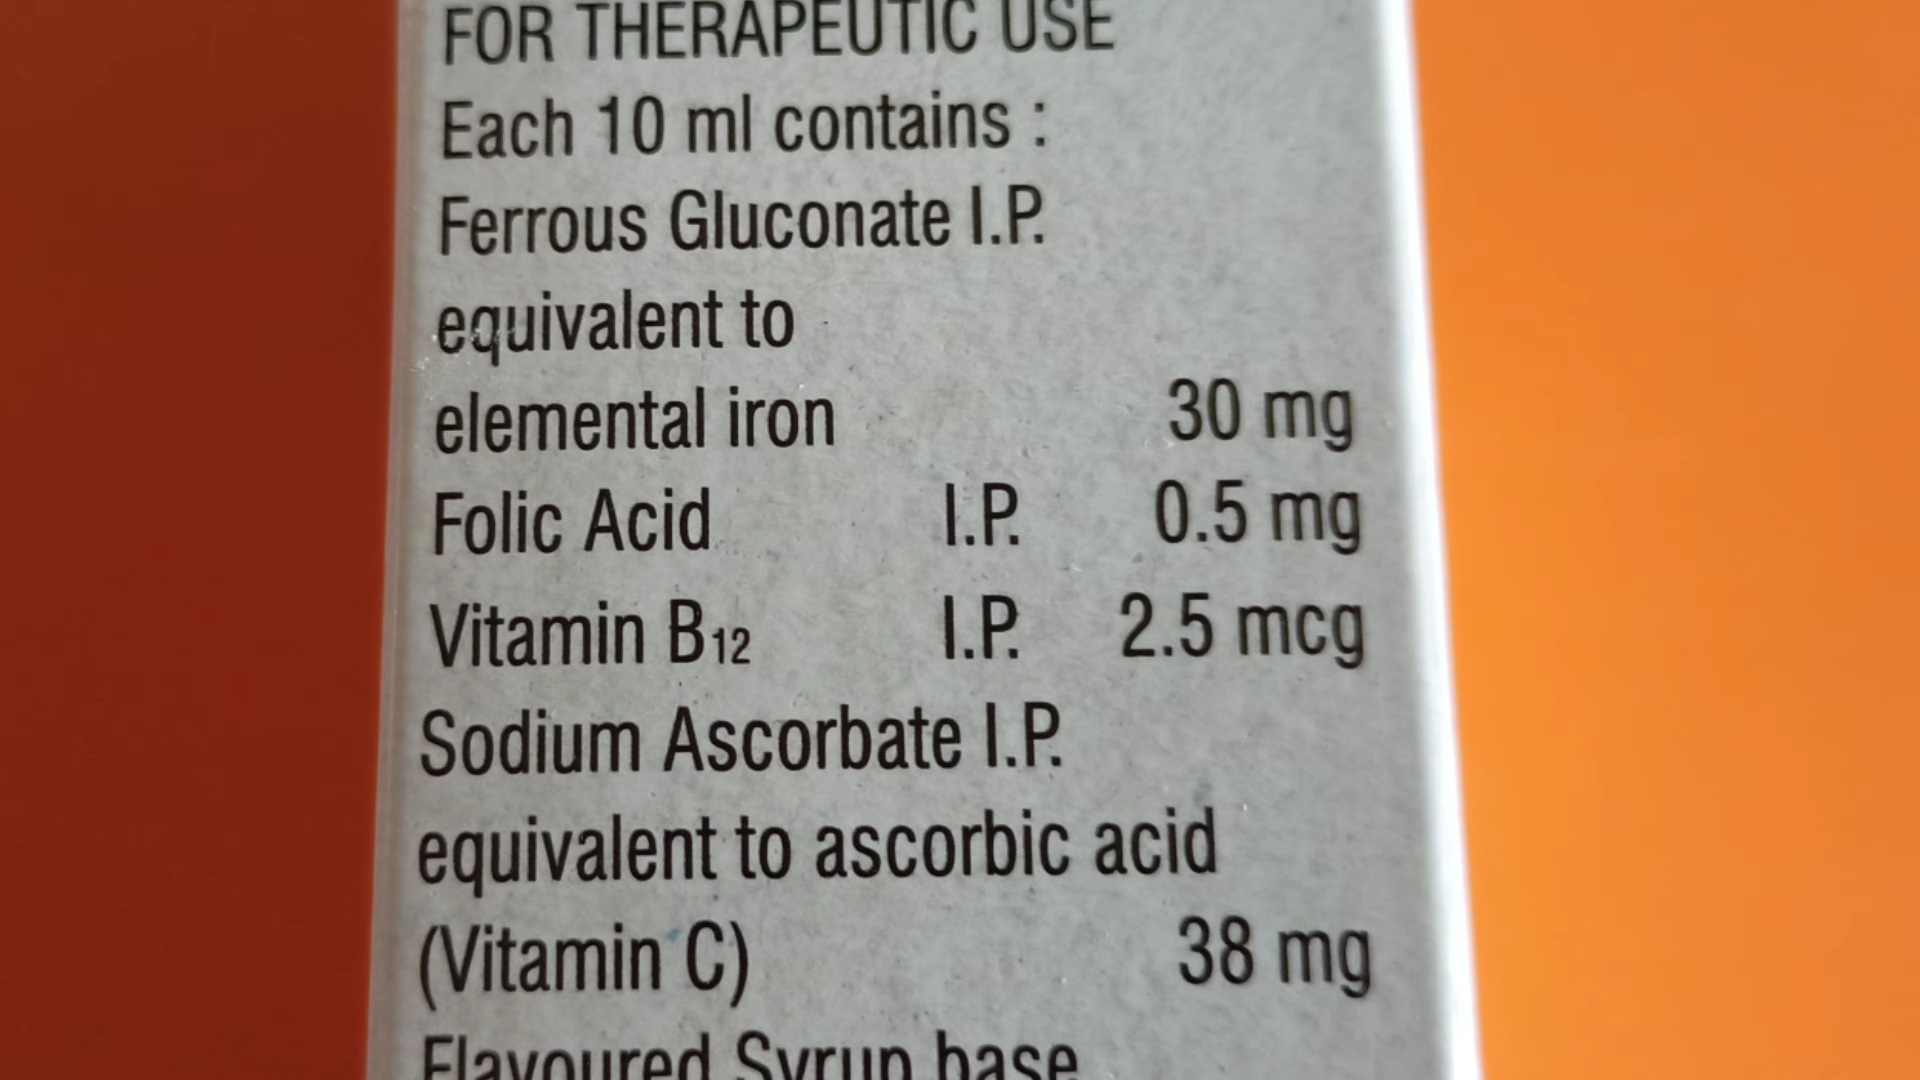 FOR THERAPEUTIC USE
Each 10 ml contains :
Ferrous Gluconate I.P.
equivalent to
elemental iron 30 mg
Folic Acid I.P. 0.5 mg
Vitamin B₁₂ I.P. 2.5 mcg
Sodium Ascorbate I.P.
equivalent to ascorbic acid
(Vitamin C) 38 mg
Flavoured Syrup base